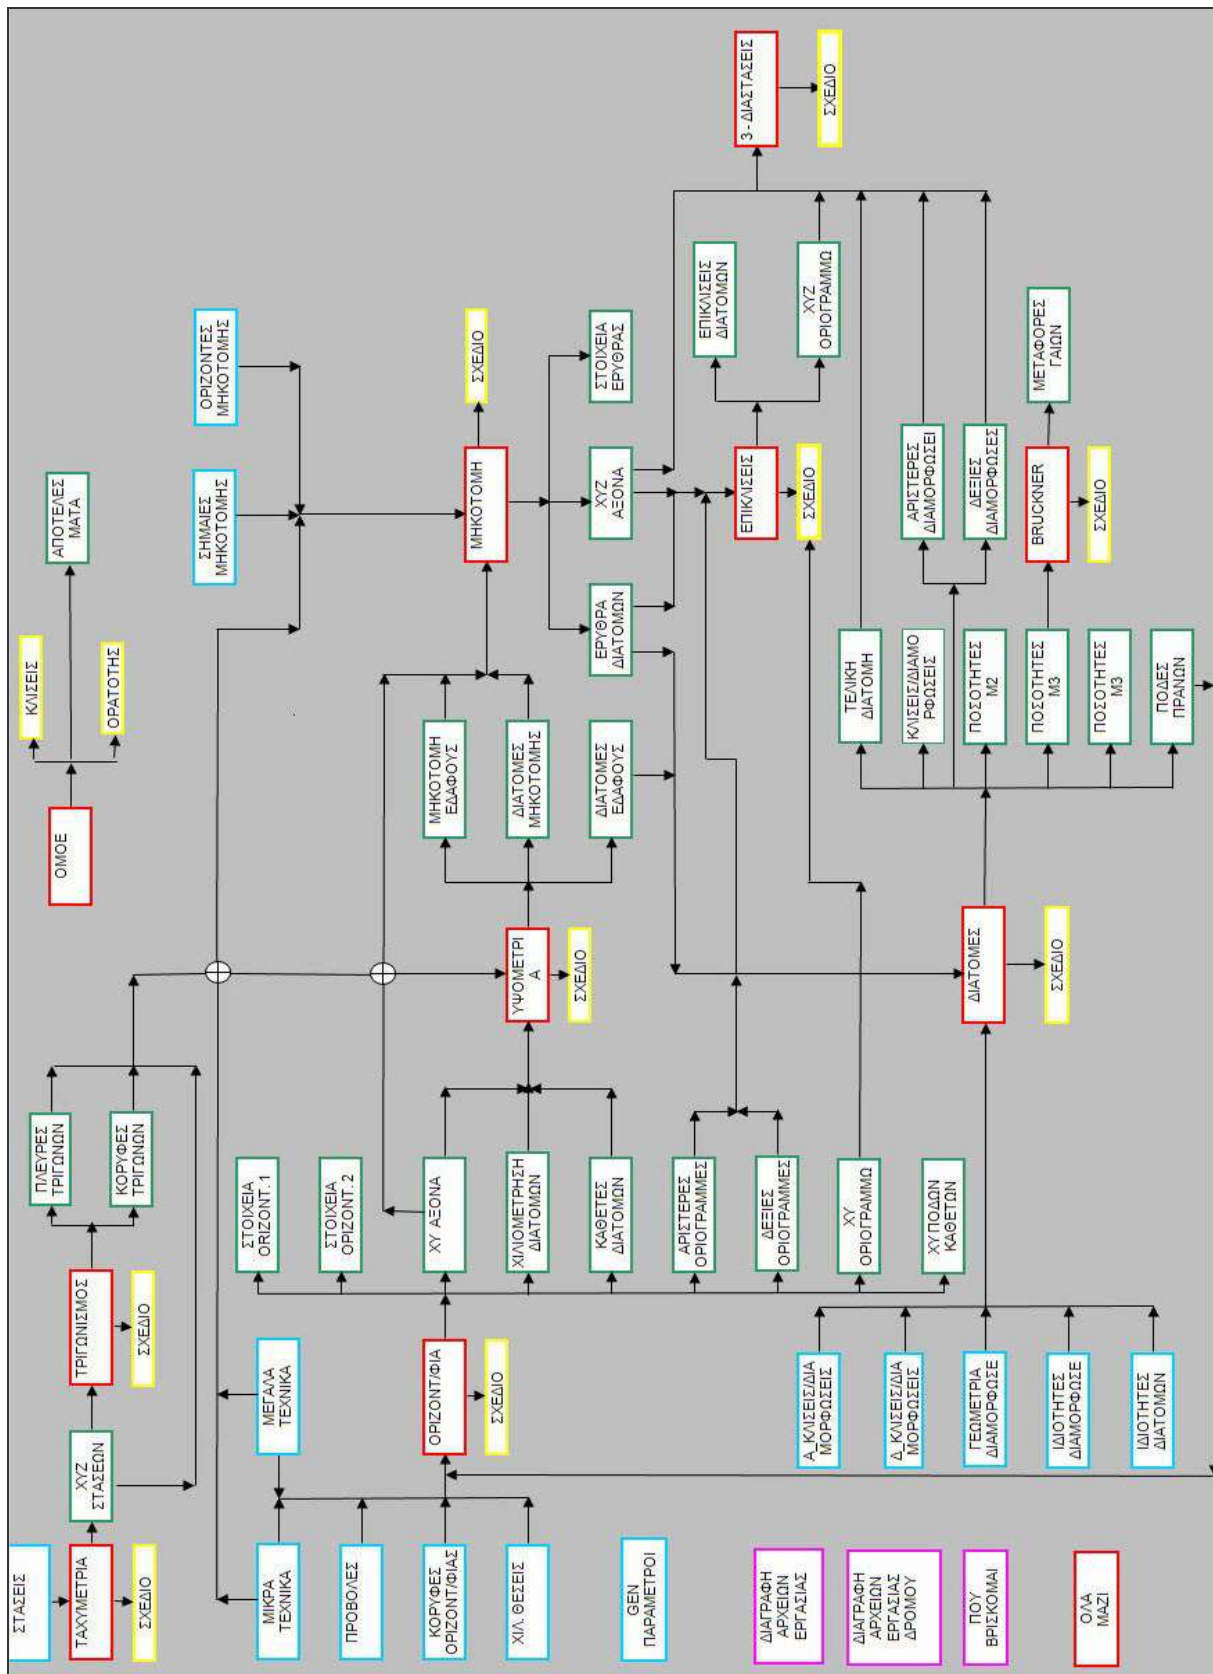 ΣΤΑΣΕΙΣ
ΤΑΧΥΜΕΤΡΙΑ
ΣΧΕΔΙΟ
ΧΥΖ
ΣΤΑΣΕΩΝ
ΤΡΙΓΩΝΙΣΜΟΣ
ΣΧΕΔΙΟ
ΠΛΕΥΡΕΣ
ΤΡΙΓΩΝΩΝ
ΚΟΡΥΦΕΣ
ΤΡΙΓΩΝΩΝ
ΟΜΟΕ
ΚΛΙΣΕΙΣ
ΟΡΑΤΟΤΗΣ
ΑΠΟΤΕΛΕΣ
ΜΑΤΑ
ΜΙΚΡΑ
ΤΕΧΝΙΚΑ
ΠΡΟΒΟΛΕΣ
ΚΟΡΥΦΕΣ
ΟΡΙΖΟΝΤ/ΦΙΑΣ
ΧΙΛ. ΘΕΣΕΙΣ
ΜΕΓΑΛΑ
ΤΕΧΝΙΚΑ
ΟΡΙΖΟΝΤ/ΦΙΑ
ΣΧΕΔΙΟ
ΣΤΟΙΧΕΙΑ
ΟΡΙΖΟΝΤ. 1
ΣΤΟΙΧΕΙΑ
ΟΡΙΖΟΝΤ. 2
ΧΥ ΑΞΟΝΑ
ΧΙΛΙΟΜΕΤΡΗΣΗ
ΔΙΑΤΟΜΩΝ
ΚΑΘΕΤΕΣ
ΔΙΑΤΟΜΩΝ
ΑΡΙΣΤΕΡΕΣ
ΟΡΙΟΓΡΑΜΜΕΣ
ΔΕΞΙΕΣ
ΟΡΙΟΓΡΑΜΜΕΣ
ΧΥ
ΟΡΙΟΓΡΑΜΜΩ
ΧΥ ΠΟΔΩΝ
ΚΑΘΕΤΩΝ
ΥΨΟΜΕΤΡΙ
Α
ΣΧΕΔΙΟ
ΜΗΚΟΤΟΜΗ
ΕΔΑΦΟΥΣ
ΔΙΑΤΟΜΕΣ
ΜΗΚΟΤΟΜΗΣ
ΔΙΑΤΟΜΕΣ
ΕΔΑΦΟΥΣ
ΣΗΜΑΙΕΣ
ΜΗΚΟΤΟΜΗΣ
ΟΡΙΖΟΝΤΕΣ
ΜΗΚΟΤΟΜΗΣ
ΜΗΚΟΤΟΜΗ
ΣΧΕΔΙΟ
ΕΡΥΘΡΑ
ΔΙΑΤΟΜΩΝ
ΧΥΖ
ΑΞΟΝΑ
ΣΤΟΙΧΕΙΑ
ΕΡΥΘΡΑΣ
ΕΠΙΚΛΙΣΕΙΣ
ΣΧΕΔΙΟ
ΕΠΙΚΛΙΣΕΙΣ
ΔΙΑΤΟΜΩΝ
ΧΥΖ
ΟΡΙΟΓΡΑΜΜΩ
3 - ΔΙΑΣΤΑΣΕΙΣ
ΣΧΕΔΙΟ
GEN
ΠΑΡΑΜΕΤΡΟΙ
ΔΙΑΓΡΑΦΗ
ΑΡΧΕΙΩΝ
ΕΡΓΑΣΙΑΣ
ΔΙΑΓΡΑΦΗ
ΑΡΧΕΙΩΝ
ΕΡΓΑΣΙΑΣ
ΔΡΟΜΟΥ
ΠΟΥ
ΒΡΙΣΚΟΜΑΙ
ΟΛΑ
ΜΑΖΙ
Α_ΚΛΙΣΕΙΣ/ΔΙΑ
ΜΟΡΦΩΣΕΙΣ
Δ_ΚΛΙΣΕΙΣ/ΔΙΑ
ΜΟΡΦΩΣΕΙΣ
ΓΕΩΜΕΤΡΙΑ
ΔΙΑΜΟΡΦΩΣΕ
ΙΔΙΟΤΗΤΕΣ
ΔΙΑΜΟΡΦΩΣΕ
ΙΔΙΟΤΗΤΕΣ
ΔΙΑΤΟΜΩΝ
ΔΙΑΤΟΜΕΣ
ΣΧΕΔΙΟ
ΤΕΛΙΚΗ
ΔΙΑΤΟΜΗ
ΚΛΙΣΕΙΣ/ΔΙΑΜΟ
ΡΦΩΣΕΙΣ
ΠΟΣΟΤΗΤΕΣ
Μ2
ΠΟΣΟΤΗΤΕΣ
Μ3
ΠΟΣΟΤΗΤΕΣ
Μ3
ΠΟΔΕΣ
ΠΡΑΝΩΝ
ΑΡΙΣΤΕΡΕΣ
ΔΙΑΜΟΡΦΩΣΕΙ
ΔΕΞΙΕΣ
ΔΙΑΜΟΡΦΩΣΕΣ
BRUCKNER
ΣΧΕΔΙΟ
ΜΕΤΑΦΟΡΕΣ
ΓΑΙΩΝ